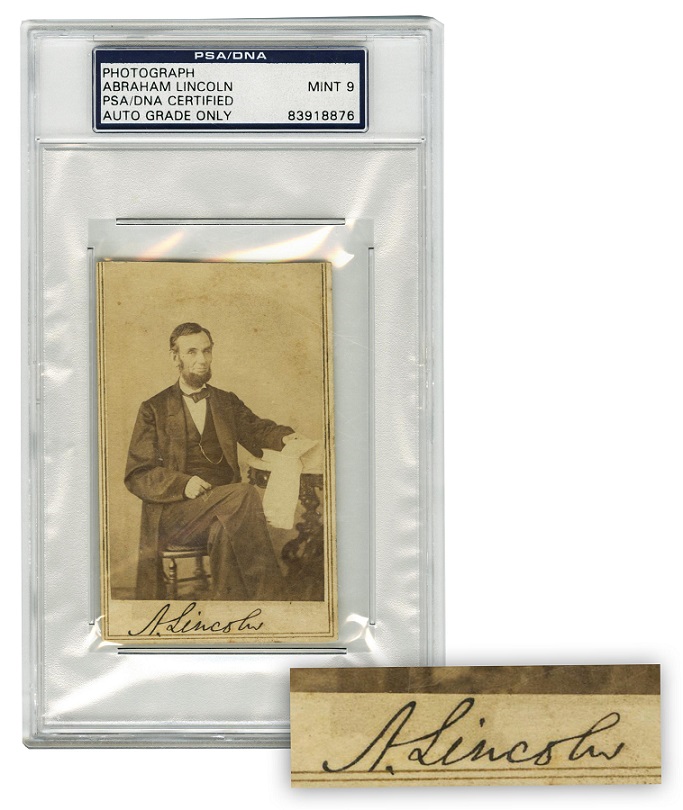 PSA/DNA
PHOTOGRAPH
ABRAHAM LINCOLN MINT 9
PSA/DNA CERTIFIED
AUTO GRADE ONLY 83918876
A. Lincoln
A. Lincoln